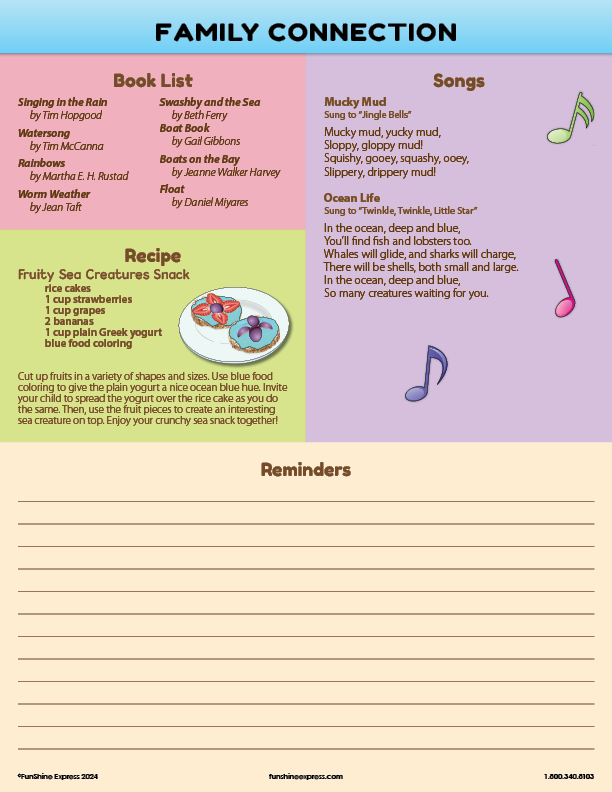 FAMILY CONNECTION
Book List
Singing in the Rain
by Tim Hopgood
Watersong
by Tim McCanna
Rainbows
by Martha E. H. Rustad
Worm Weather
by Jean Taft
Swashby and the Sea
by Beth Ferry
Boat Book
by Gail Gibbons
Boats on the Bay
by Jeanne Walker Harvey
Float
by Daniel Miyares
Recipe
Fruity Sea Creatures Snack
rice cakes
1 cup strawberries
1 cup grapes
2 bananas
1 cup plain Greek yogurt
blue food coloring
Cut up fruits in a variety of shapes and sizes. Use blue food
coloring to give the plain yogurt a nice ocean blue hue. Invite
your child to spread the yogurt over the rice cake as you do
the same. Then, use the fruit pieces to create an interesting
sea creature on top. Enjoy your crunchy sea snack together!
Songs
Mucky Mud
Sung to “Jingle Bells”
Mucky mud, yucky mud,
Sloppy, gloppy mud!
Squishy, gooey, squashy, ooey,
Slippery, drippery mud!
Ocean Life
Sung to “Twinkle, Twinkle, Little Star”
In the ocean, deep and blue,
You’ll find fish and lobsters too.
Whales will glide, and sharks will charge,
There will be shells, both small and large.
In the ocean, deep and blue,
So many creatures waiting for you.
Reminders
©FunShine Express 2024
funshineexpress.com
1.800.340.8103